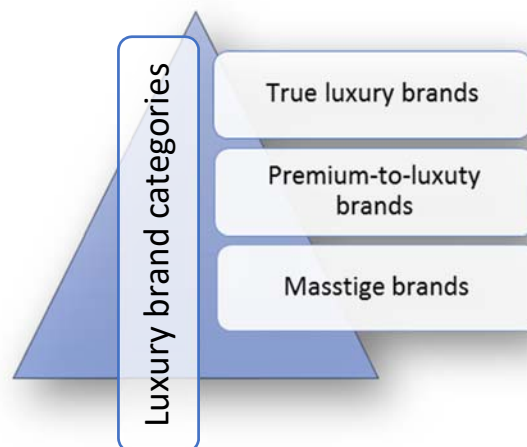 Luxury brand categories
True luxury brands
Premium-to-luxuty
brands
Masstige brands